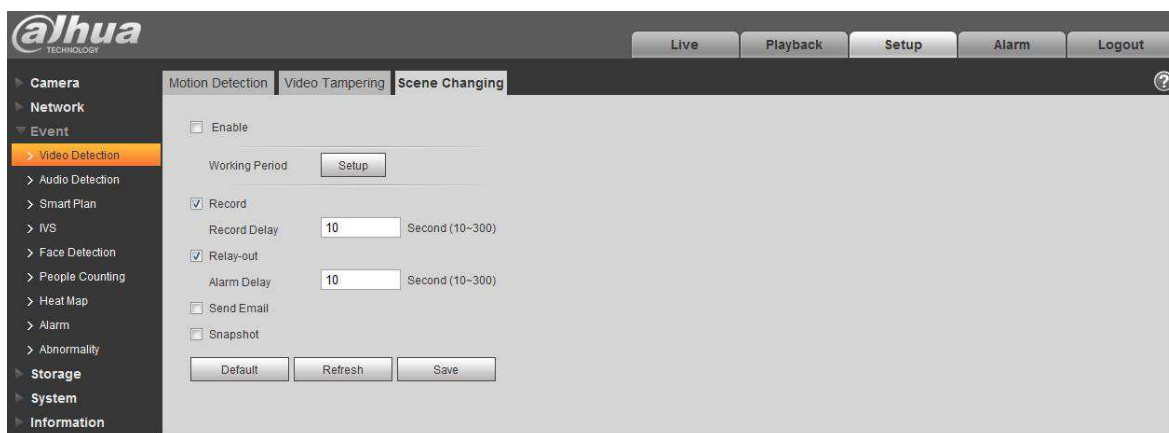 alhua
TECHNOLOGY
Live Playback Setup Alarm Logout
Camera
Network
Event
Video Detection
Audio Detection
Smart Plan
IVS
Face Detection
People Counting
Heat Map
Alarm
Abnormality
Storage
System
Information
Motion Detection Video Tampering Scene Changing
?
Enable
Working Period Setup
Record
Record Delay 10 Second (10~300)
Relay-out
Alarm Delay 10 Second (10~300)
Send Email
Snapshot
Default Refresh Save